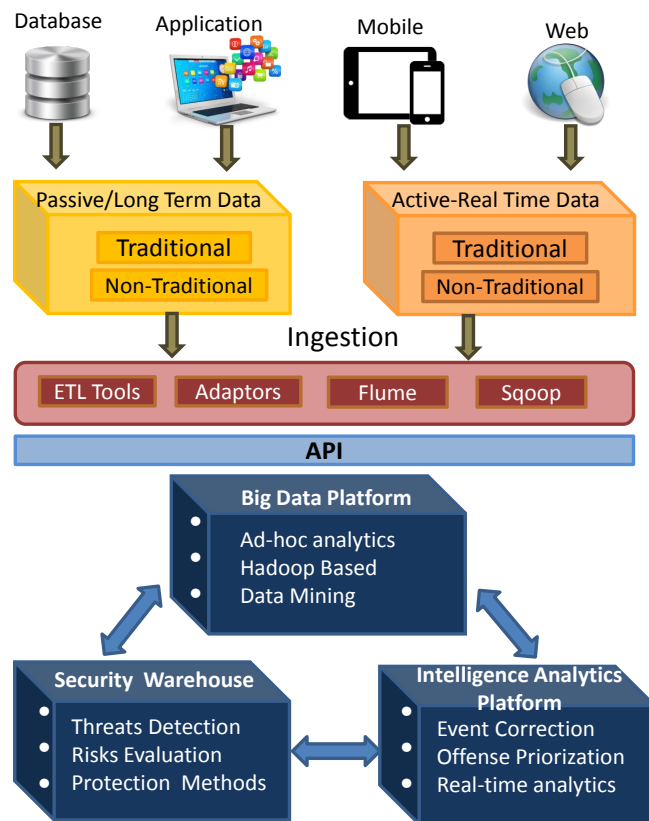 Database
Application
Mobile
Web
Passive/Long Term Data
Traditional
Non-Traditional
Active-Real Time Data
Traditional
Non-Traditional
Ingestion
ETL Tools
Adaptors
Flume
Sqoop
API
Big Data Platform
Ad-hoc analytics
Hadoop Based
Data Mining
Security Warehouse
Threats Detection
Risks Evaluation
Protection Methods
Intelligence Analytics
Platform
Event Correction
Offense Priorization
Real-time analytics